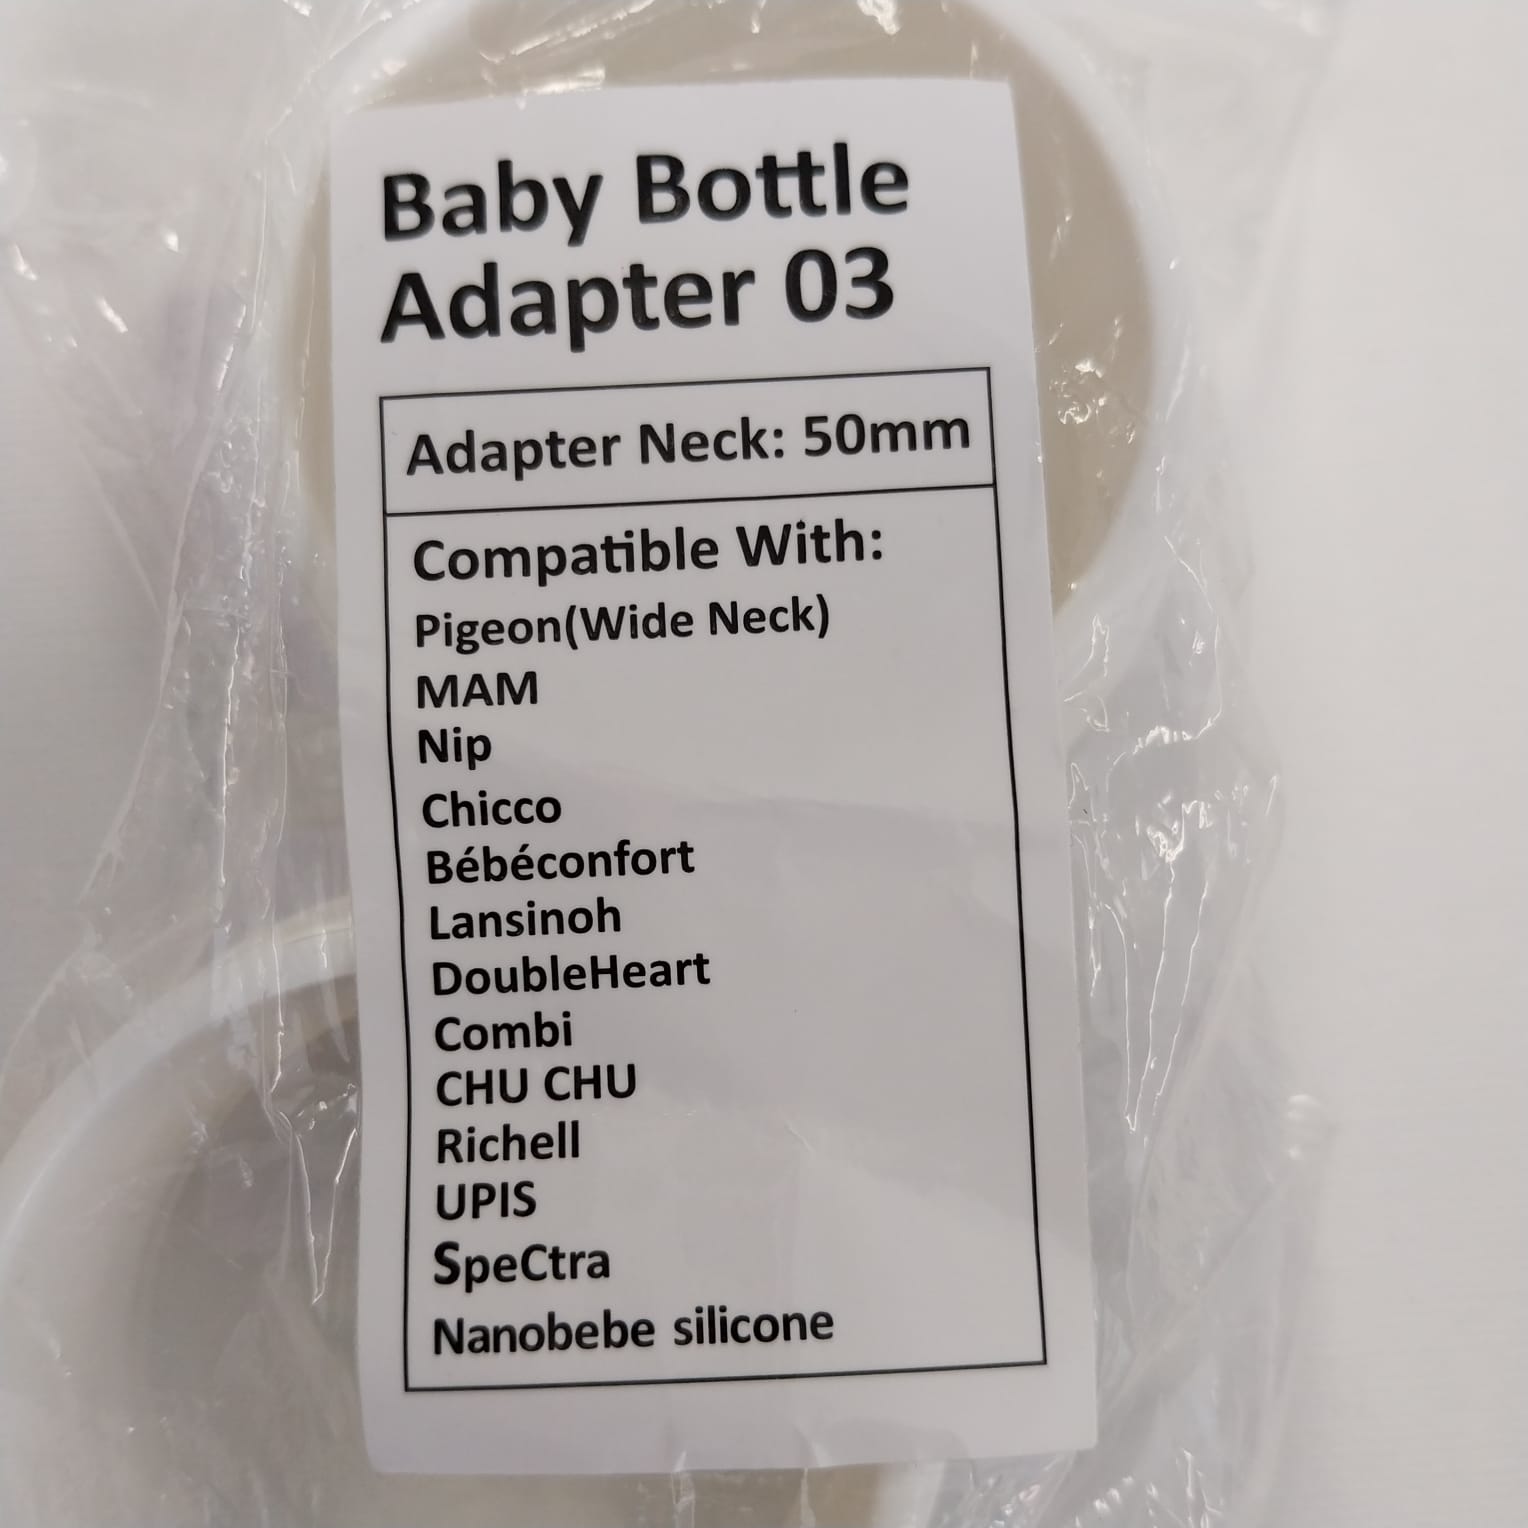 Baby Bottle
Adapter 03
Adapter Neck: 50mm
Compatible With:
Pigeon(Wide Neck)
MAM
Nip
Chicco
Bébéconfort
Lansinoh
DoubleHeart
Combi
CHU CHU
Richell
UPIS
SpeCtra
Nanobebe silicone